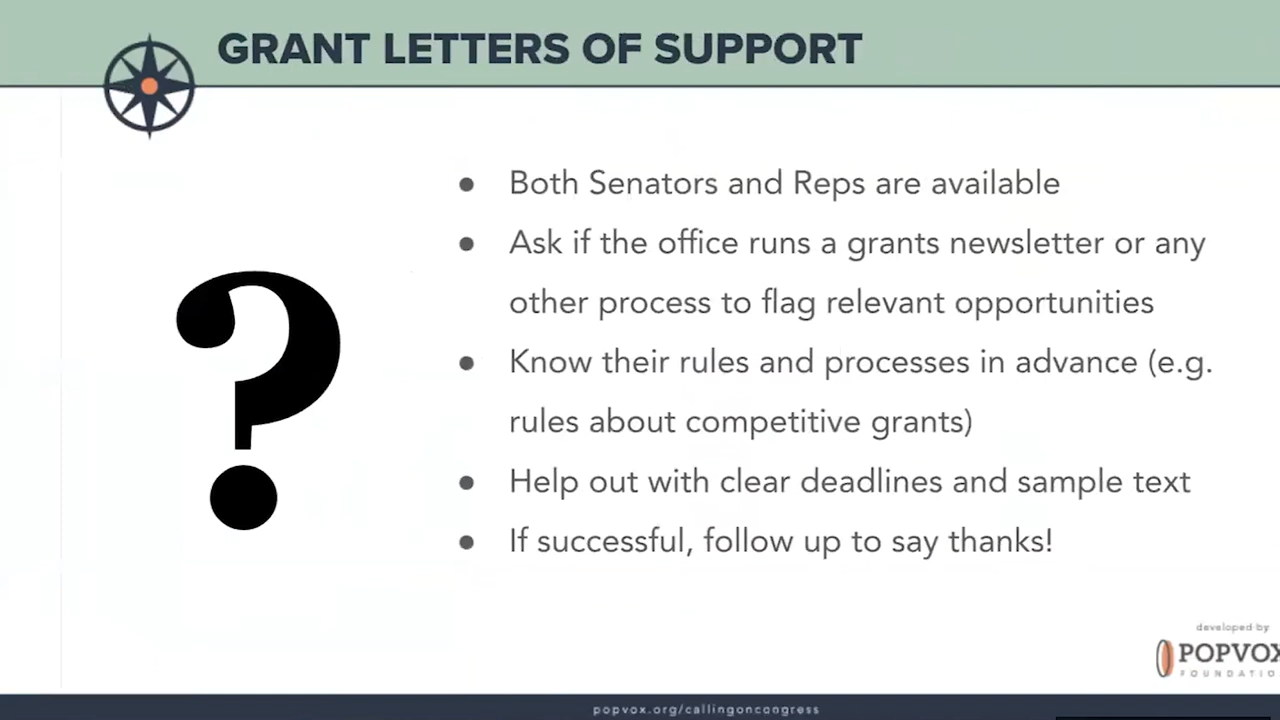 GRANT LETTERS OF SUPPORT
?
● Both Senators and Reps are available
● Ask if the office runs a grants newsletter or any
other process to flag relevant opportunities
● Know their rules and processes in advance (e.g.
rules about competitive grants)
● Help out with clear deadlines and sample text
● If successful, follow up to say thanks!
developed by
POPVOX
FOUNDATIO
popvox.org/callingoncongress